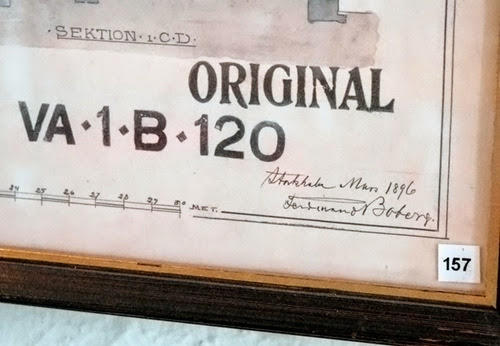 ·SEKTION·1.C.D.
ORIGINAL
VA·1·B·120
Stockholm Mars 1896
Ferdinand Boberg.
24 25 26 27 28 29 30 MET.
157